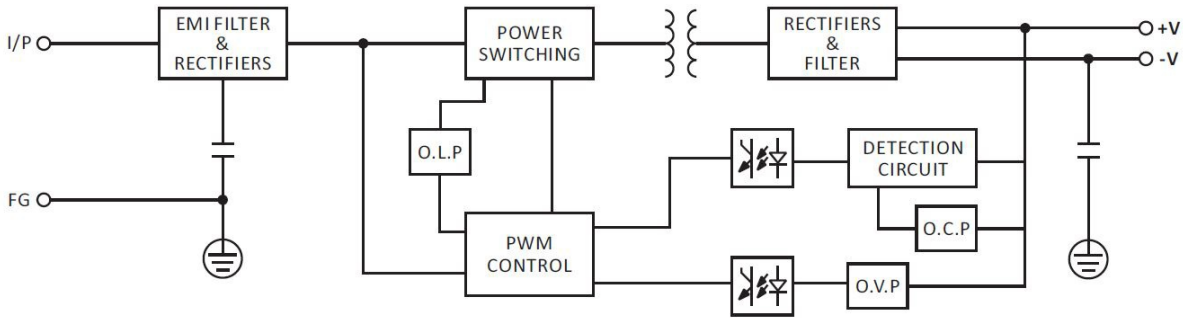 I/P
EMI FILTER
&
RECTIFIERS
POWER
SWITCHING
RECTIFIERS
&
FILTER
+V
-V
O.L.P
DETECTION
CIRCUIT
FG
PWM
CONTROL
O.C.P
O.V.P